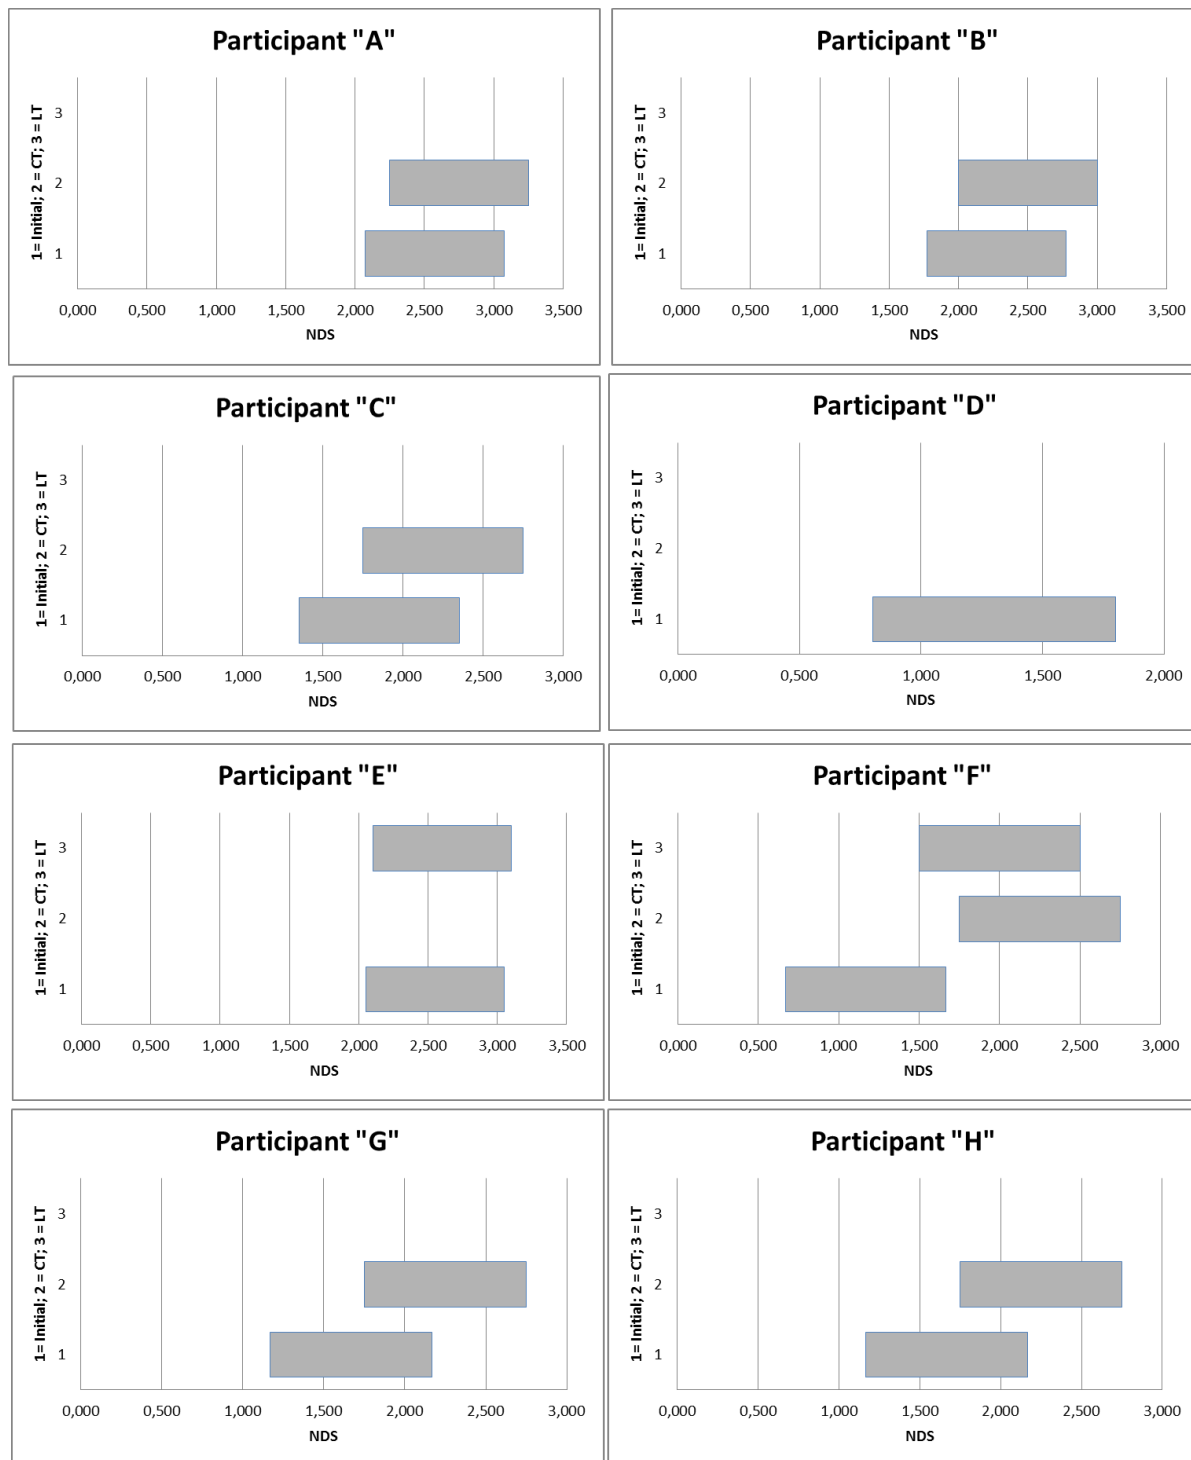 Participant "A"
1= Initial; 2 = CT; 3 = LT
3
2
1
0,000 0,500 1,000 1,500 2,000 2,500 3,000 3,500
NDS
Participant "B"
1= Initial; 2 = CT; 3 = LT
3
2
1
0,000 0,500 1,000 1,500 2,000 2,500 3,000 3,500
NDS
Participant "C"
1= Initial; 2 = CT; 3 = LT
3
2
1
0,000 0,500 1,000 1,500 2,000 2,500 3,000
NDS
Participant "D"
1= Initial; 2 = CT; 3 = LT
3
2
1
0,000 0,500 1,000 1,500 2,000
NDS
Participant "E"
1= Initial; 2 = CT; 3 = LT
3
2
1
0,000 0,500 1,000 1,500 2,000 2,500 3,000 3,500
NDS
Participant "F"
1= Initial; 2 = CT; 3 = LT
3
2
1
0,000 0,500 1,000 1,500 2,000 2,500 3,000
NDS
Participant "G"
1= Initial; 2 = CT; 3 = LT
3
2
1
0,000 0,500 1,000 1,500 2,000 2,500 3,000
NDS
Participant "H"
1= Initial; 2 = CT; 3 = LT
3
2
1
0,000 0,500 1,000 1,500 2,000 2,500 3,000
NDS